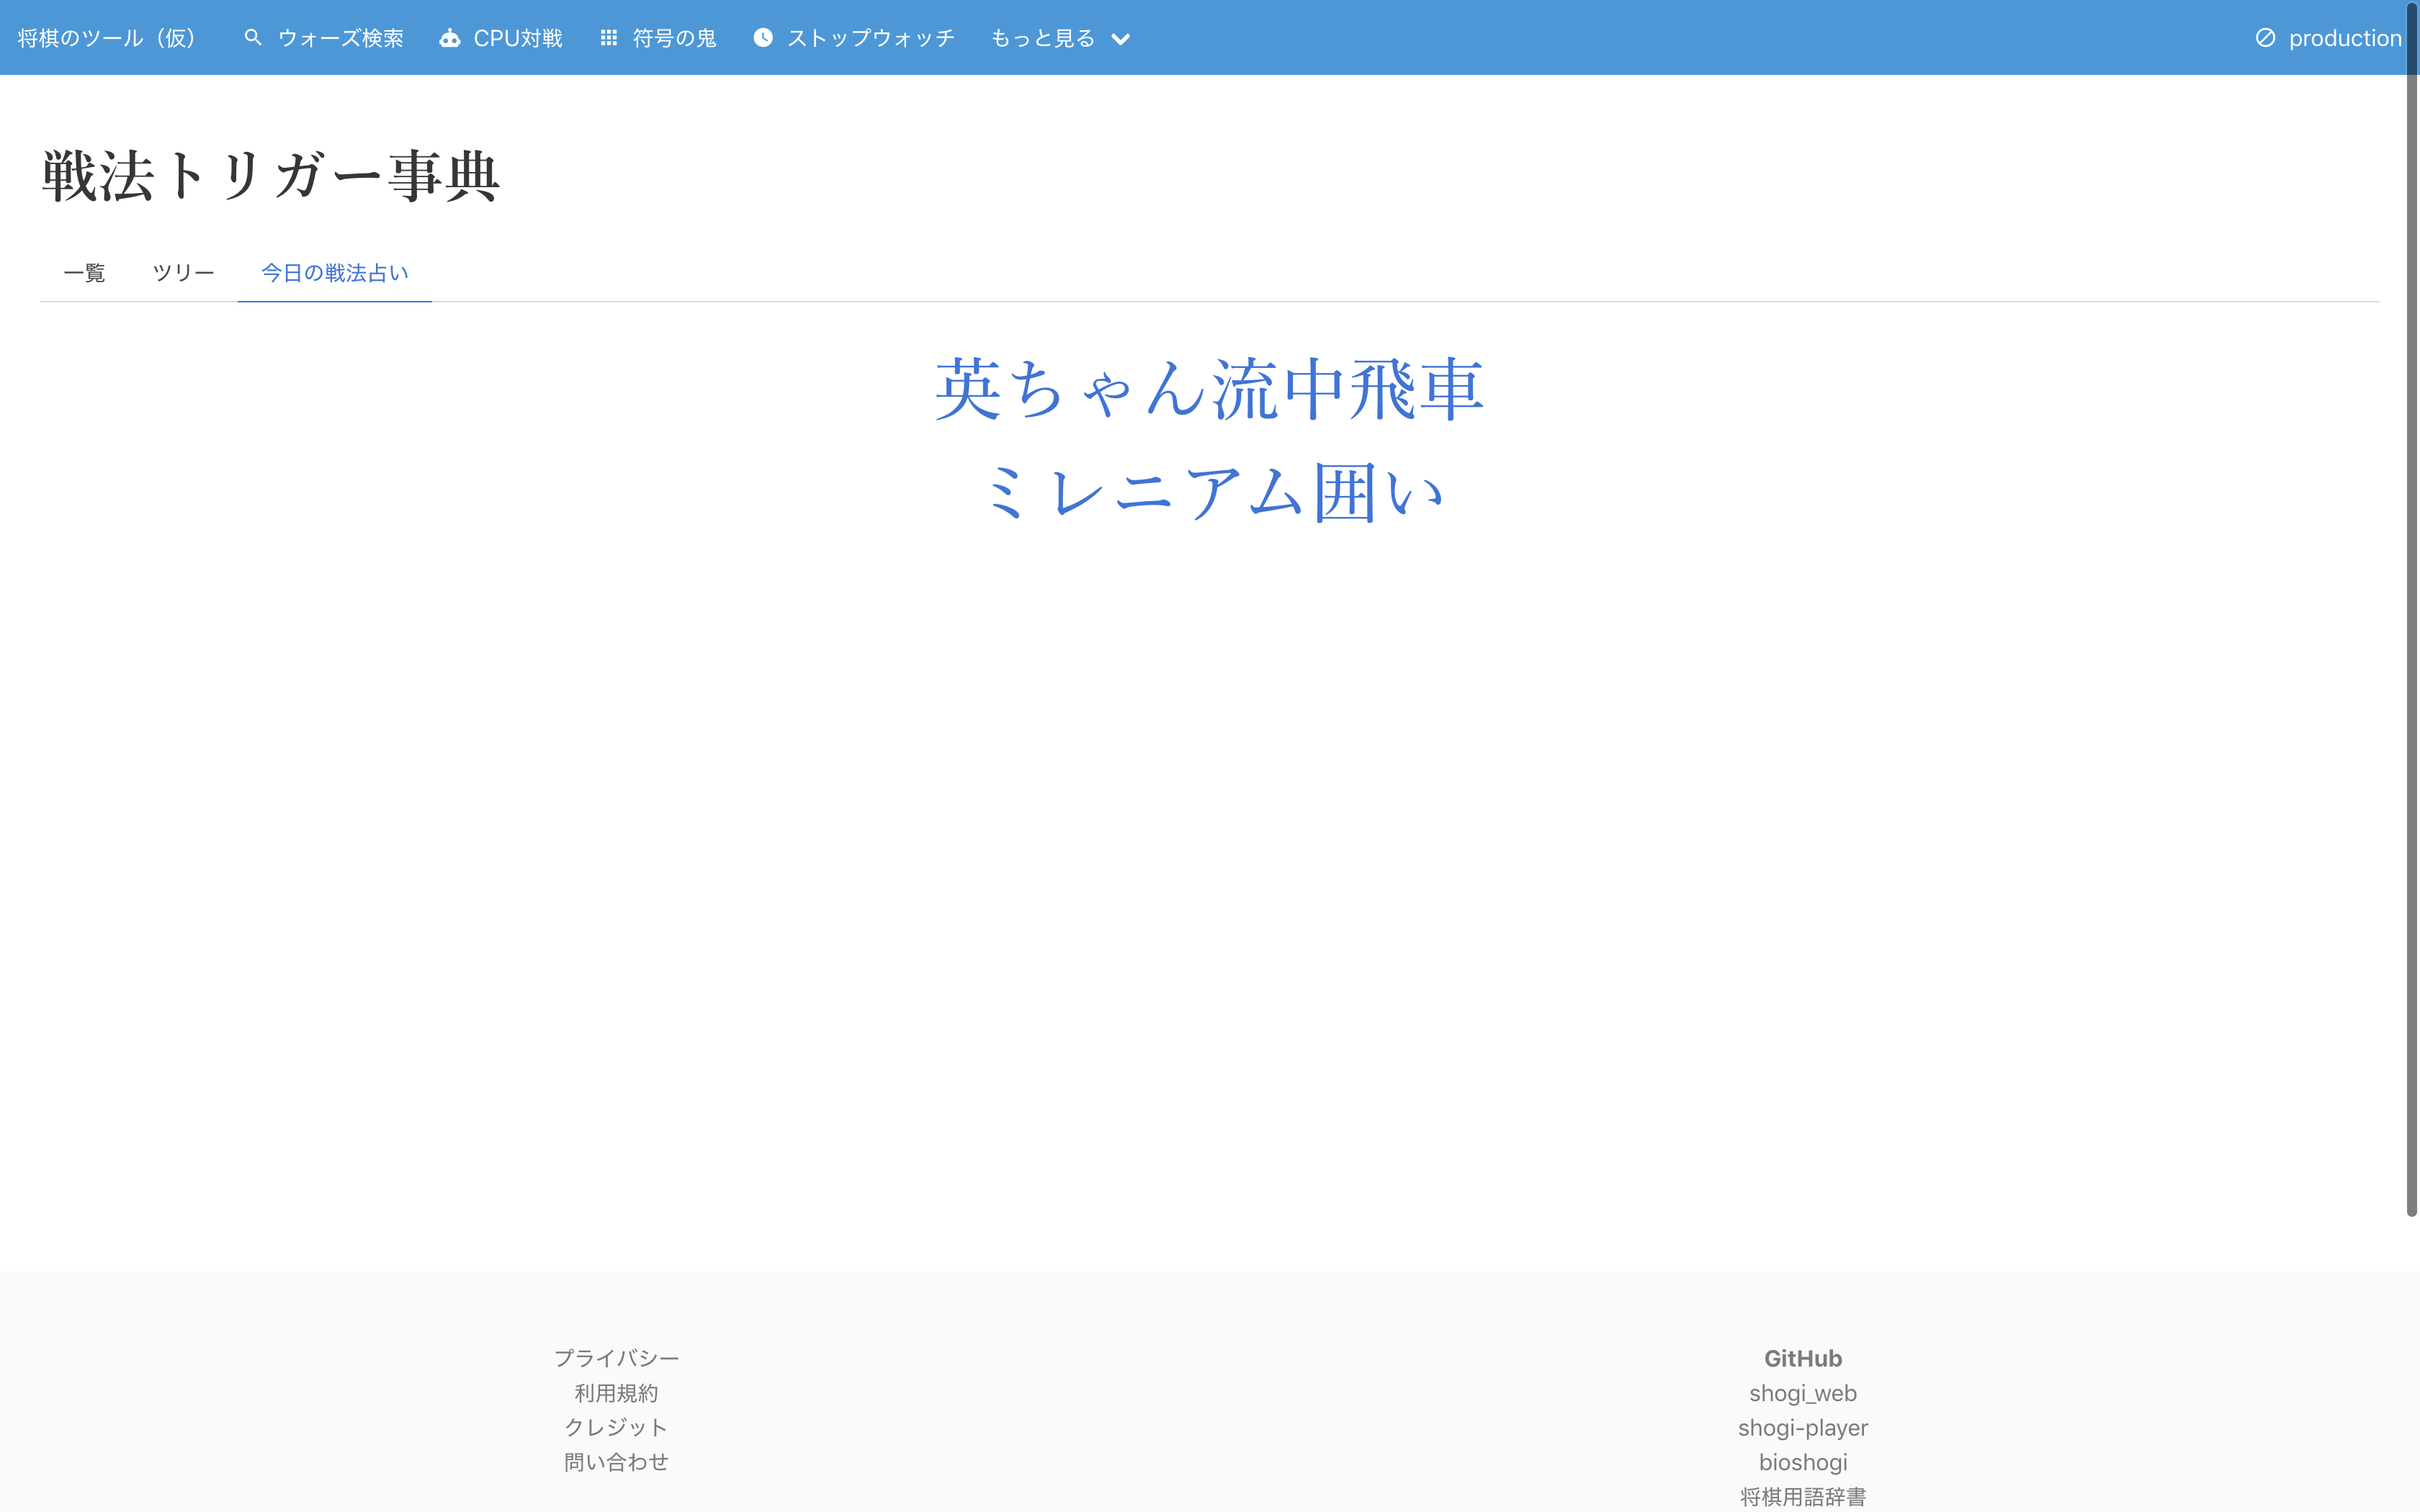 将棋のツール（仮） ウォーズ検索 CPU対戦 符号の鬼 ストップウォッチ もっと見る production
戦法トリガー事典
一覧 ツリー 今日の戦法占い
英ちゃん流中飛車
ミレニアム囲い
プライバシー
利用規約
クレジット
問い合わせ
GitHub
shogi_web
shogi-player
bioshogi
将棋用語辞書